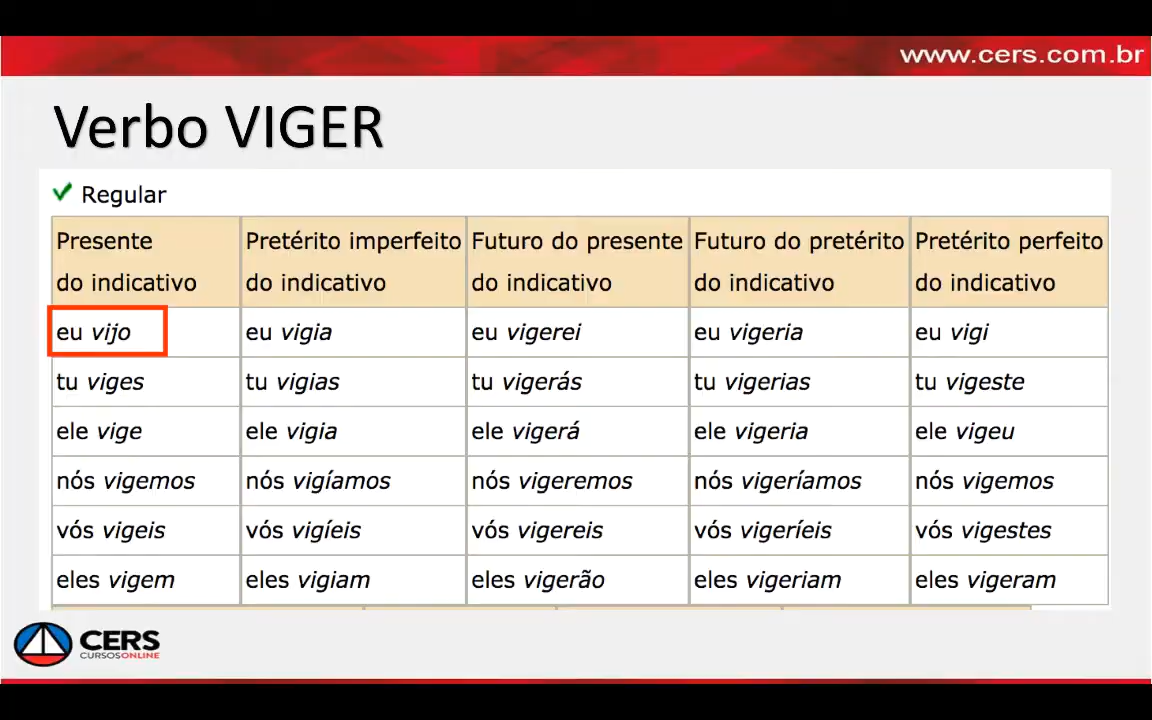 www.cers.com.br
Verbo VIGER
Regular
Presente Pretérito imperfeito Futuro do presente Futuro do pretérito Pretérito perfeito
do indicativo do indicativo do indicativo do indicativo do indicativo
eu vijo eu vigia eu vigerei eu vigeria eu vigi
tu viges tu vigias tu vigerás tu vigerias tu vigeste
ele vige ele vigia ele vigerá ele vigeria ele vigeu
nós vigemos nós vigíamos nós vigeremos nós vigeríamos nós vigemos
vós vigeis vós vigíeis vós vigereis vós vigeríeis vós vigestes
eles vigem eles vigiam eles vigerão eles vigeriam eles vigeram
CERS
CURSOSONLINE